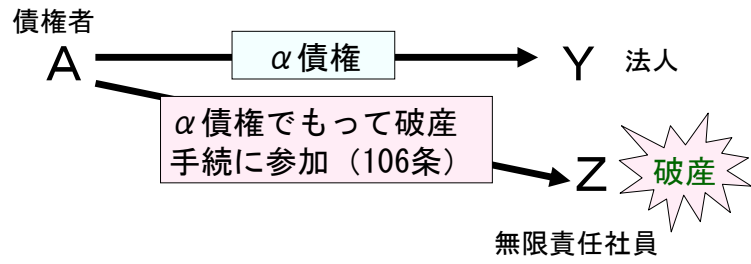 債権者
A
α債権
Y 法人
α債権でもって破産
手続に参加（106条）
Z
破産
無限責任社員